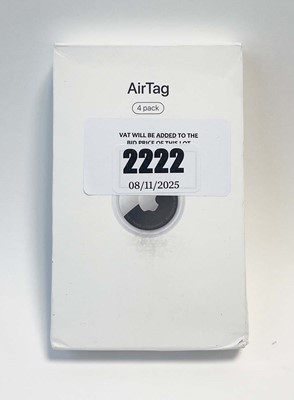 AirTag
4 pack
VAT WILL BE ADDED TO THE
BID PRICE OF THIS LOT
2222
08/11/2025